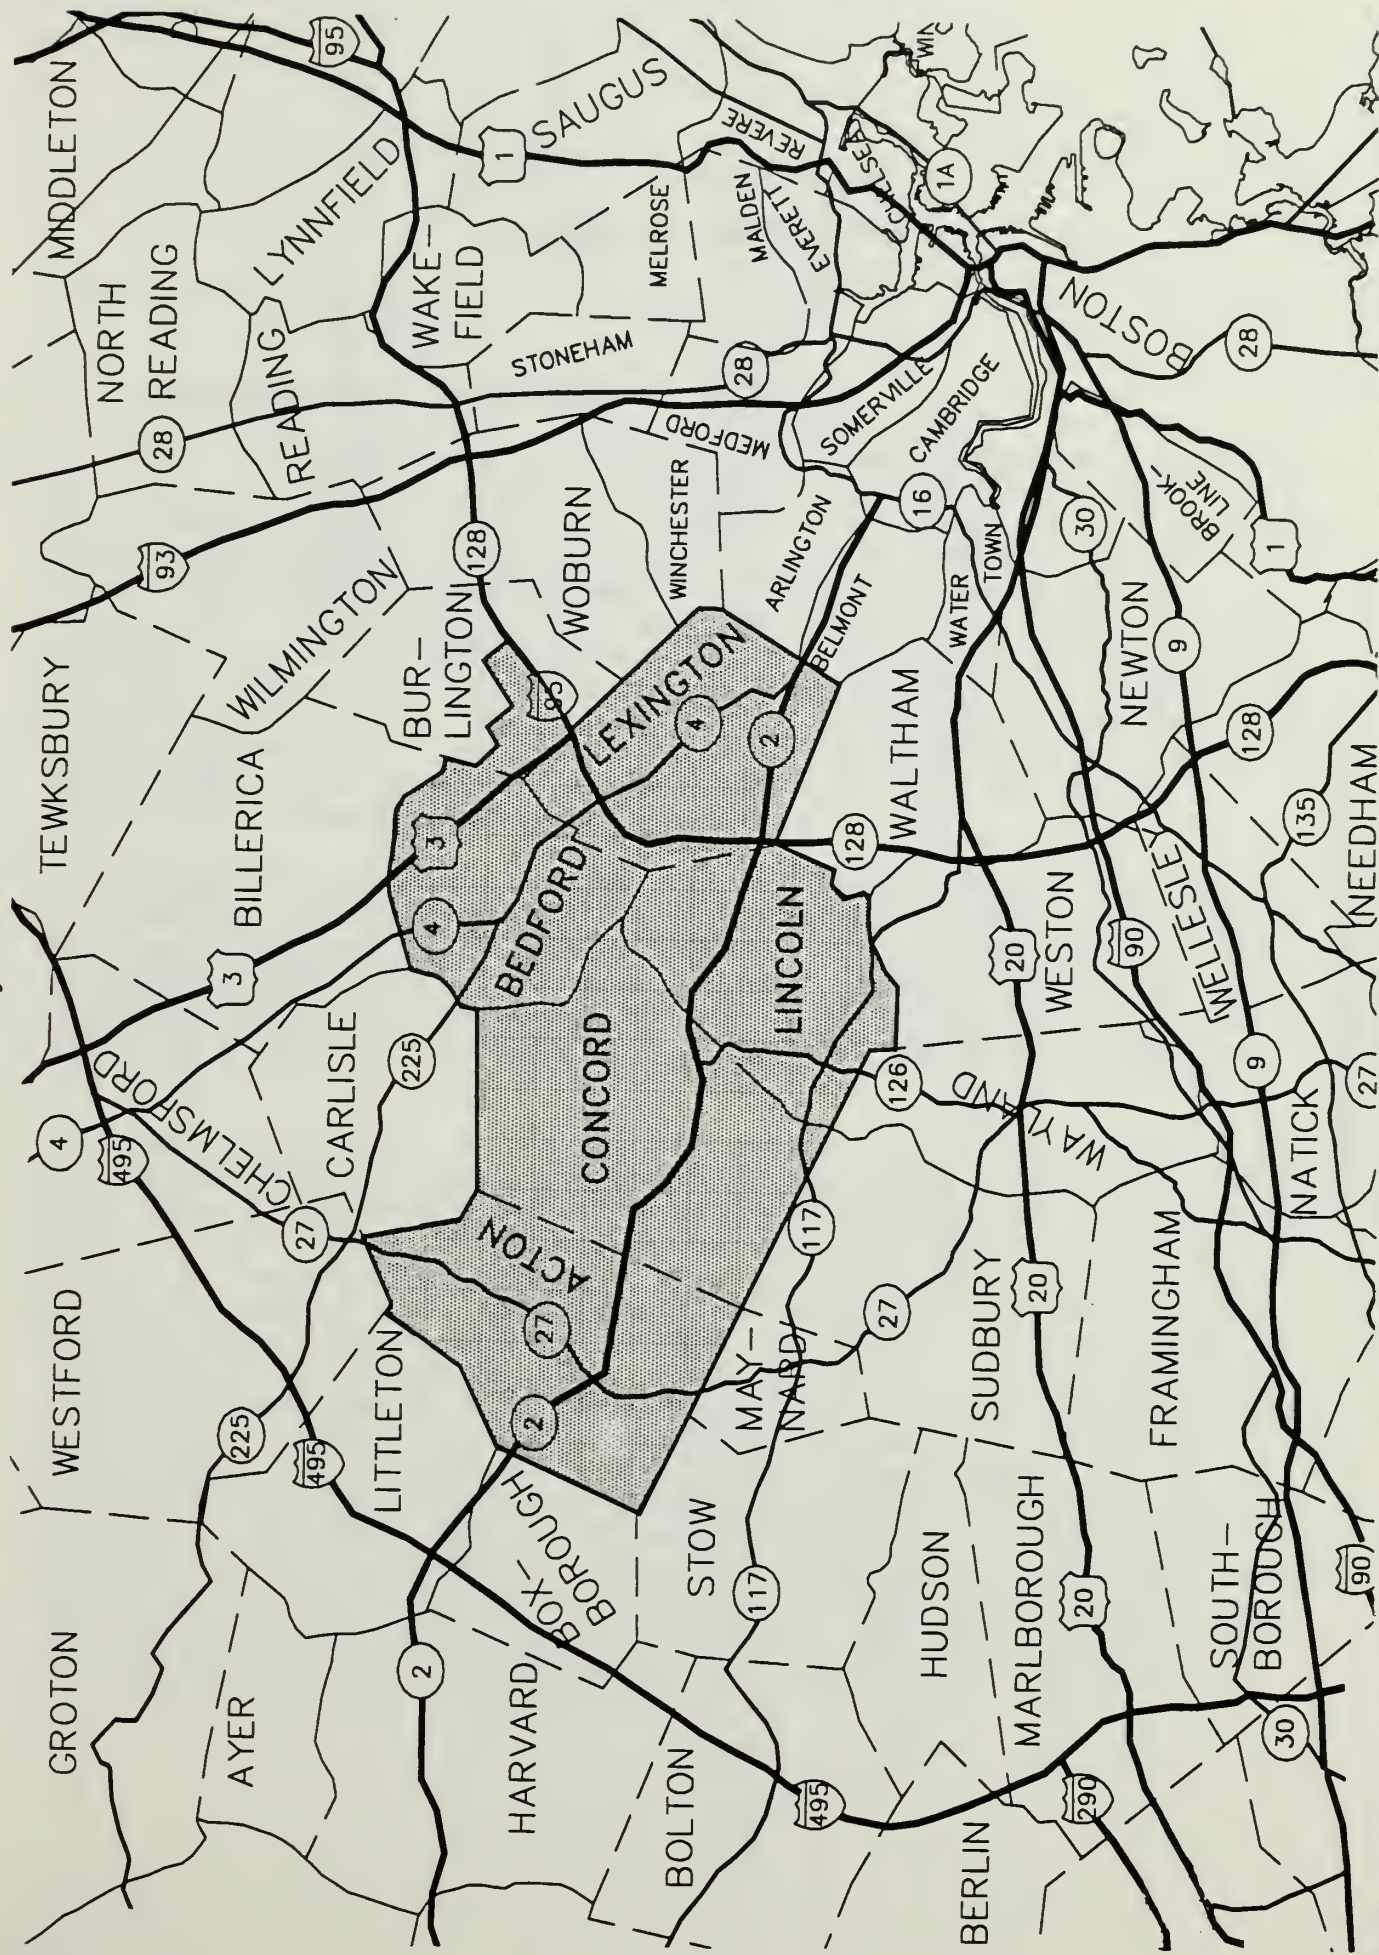 GROTON
WESTFORD
TEWKSBURY
MIDDLETON
AYER
CHELMSFORD
BILLERICA
WILMINGTON
NORTH
READING
LYNNFIELD
READING
HARVARD
LITTLETON
CARLISLE
BUR-
LINGTON
WAKE-
FIELD
SAUGUS
BOX-
BOROUGH
ACTON
BEDFORD
LEXINGTON
WOBURN
STONEHAM
MELROSE
REVERE
BOLTON
STOW
CONCORD
WINCHESTER
MEDFORD
MALDEN
EVERETT
CHELSEA
WIN
MAY-
NARD
LINCOLN
ARLINGTON
BELMONT
SOMERVILLE
CAMBRIDGE
HUDSON
WALTHAM
WATER
TOWN
BERLIN
MARLBOROUGH
SUDBURY
WAYLAND
WESTON
NEWTON
BROOK-
LINE
BOSTON
SOUTH-
BOROUGH
FRAMINGHAM
NATICK
WELLESLEY
NEEDHAM
95
1
28
93
128
95
3
3
4
4
4
225
225
495
495
495
27
27
27
27
2
2
2
117
117
126
128
128
28
28
1A
16
30
30
9
9
1
135
20
20
20
90
90
290